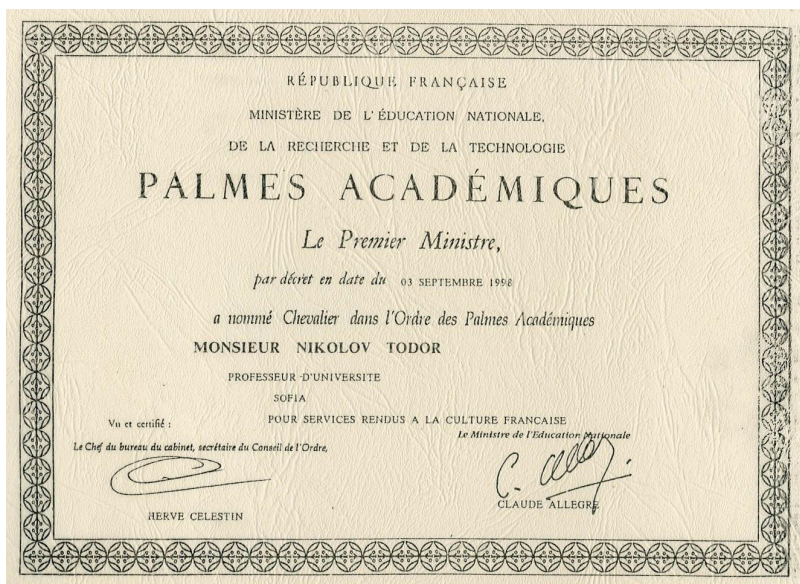 RÉPUBLIQUE FRANÇAISE
MINISTÈRE DE L'ÉDUCATION NATIONALE,
DE LA RECHERCHE ET DE LA TECHNOLOGIE
PALMES ACADÉMIQUES
Le Premier Ministre,
par décret en date du 03 SEPTEMBRE 1998
a nommé Chevalier dans l'Ordre des Palmes Académiques
MONSIEUR NIKOLOV TODOR
PROFESSEUR D'UNIVERSITE
SOFIA
POUR SERVICES RENDUS A LA CULTURE FRANCAISE
Vu et certifié :
Le Chef du bureau du cabinet, secrétaire du Conseil de l'Ordre,
HERVE CELESTIN
Le Ministre de l'Education Nationale
CLAUDE ALLEGRE